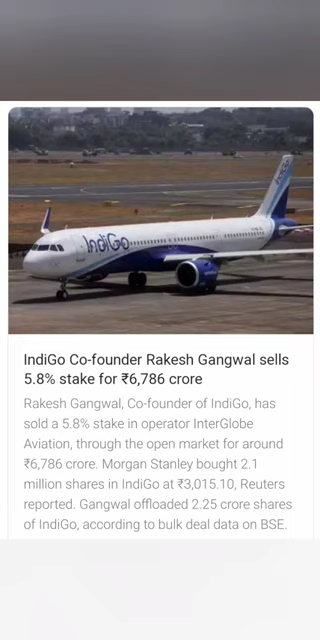 IndiGo
IndiGo Co-founder Rakesh Gangwal sells
5.8% stake for ₹6,786 crore
Rakesh Gangwal, Co-founder of IndiGo, has
sold a 5.8% stake in operator InterGlobe
Aviation, through the open market for around
₹6,786 crore. Morgan Stanley bought 2.1
million shares in IndiGo at ₹3,015.10, Reuters
reported. Gangwal offloaded 2.25 crore shares
of IndiGo, according to bulk deal data on BSE.